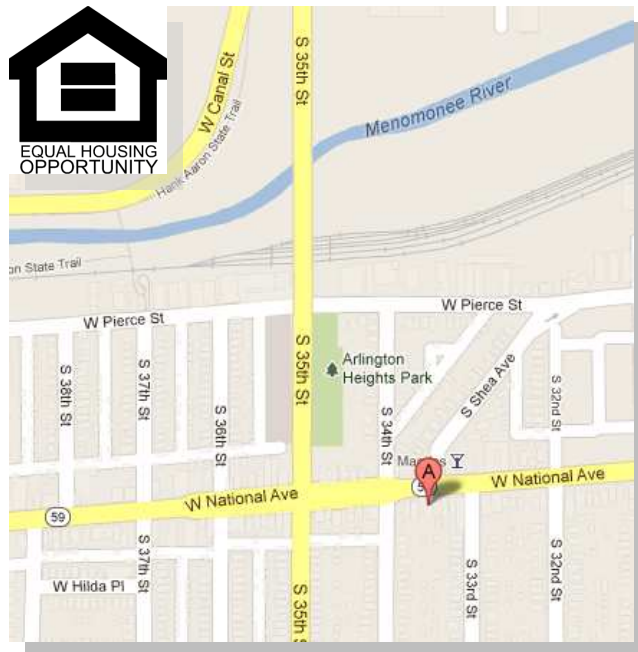 EQUAL HOUSING
OPPORTUNITY
W Canal St
Hank Aaron State Trail
S 35th St
Menomonee River
on State Trail
W Pierce St
W Pierce St
S 38th St
S 37th St
S 36th St
S 35th St
Arlington
Heights Park
S 34th St
S Shea Ave
S 32nd St
A
W National Ave
W National Ave
59
S 37th St
W Hilda Pl
S 35th St
S 33rd St
S 32nd St